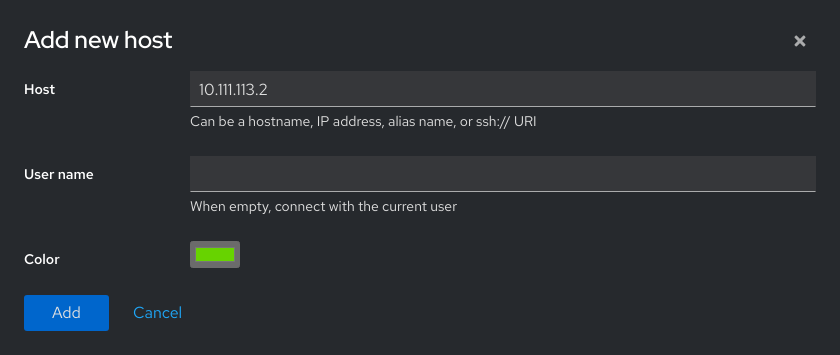 Add new host
Host
10.111.113.2
Can be a hostname, IP address, alias name, or ssh:// URI
User name
When empty, connect with the current user
Color
Add
Cancel